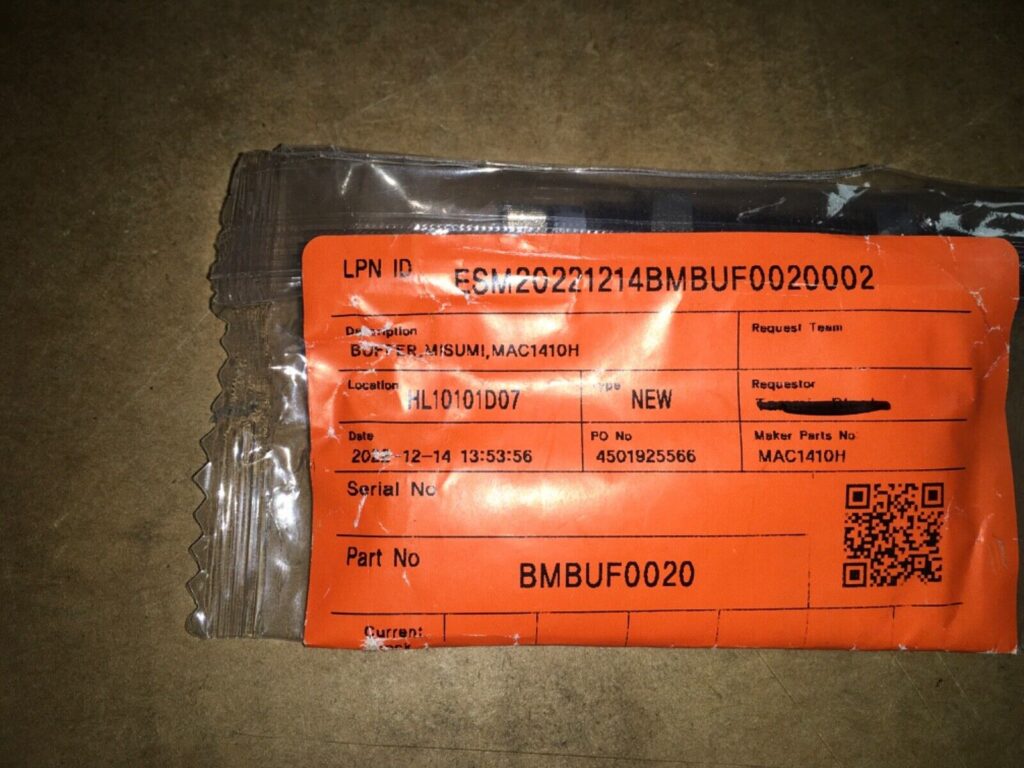 LPN ID ESM20221214BMBUF0020002
Description
BUFFER,MISUMI,MAC1410H
Request Team
Location HL10101D07
Type NEW
Requestor
Date
2022-12-14 13:53:56
PO No
4501925566
Maker Parts No
MAC1410H
Serial No
Part No BMBUF0020
Current